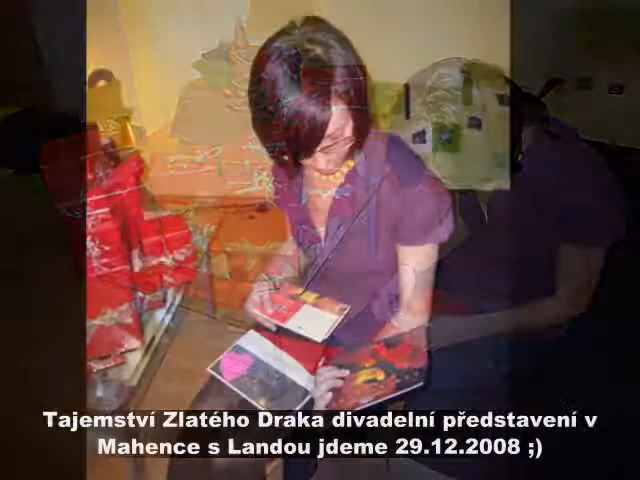 Tajemství Zlatého Draka divadelní představení v
Mahence s Landou jdeme 29.12.2008 ;)